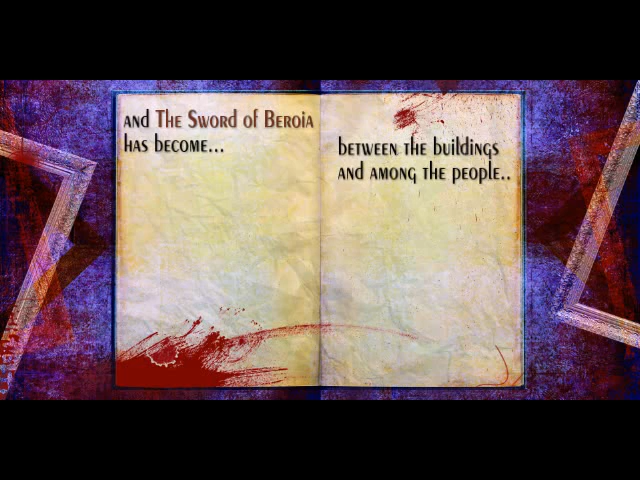 and The Sword of Beroia
has become...
between the buildings
and among the people..